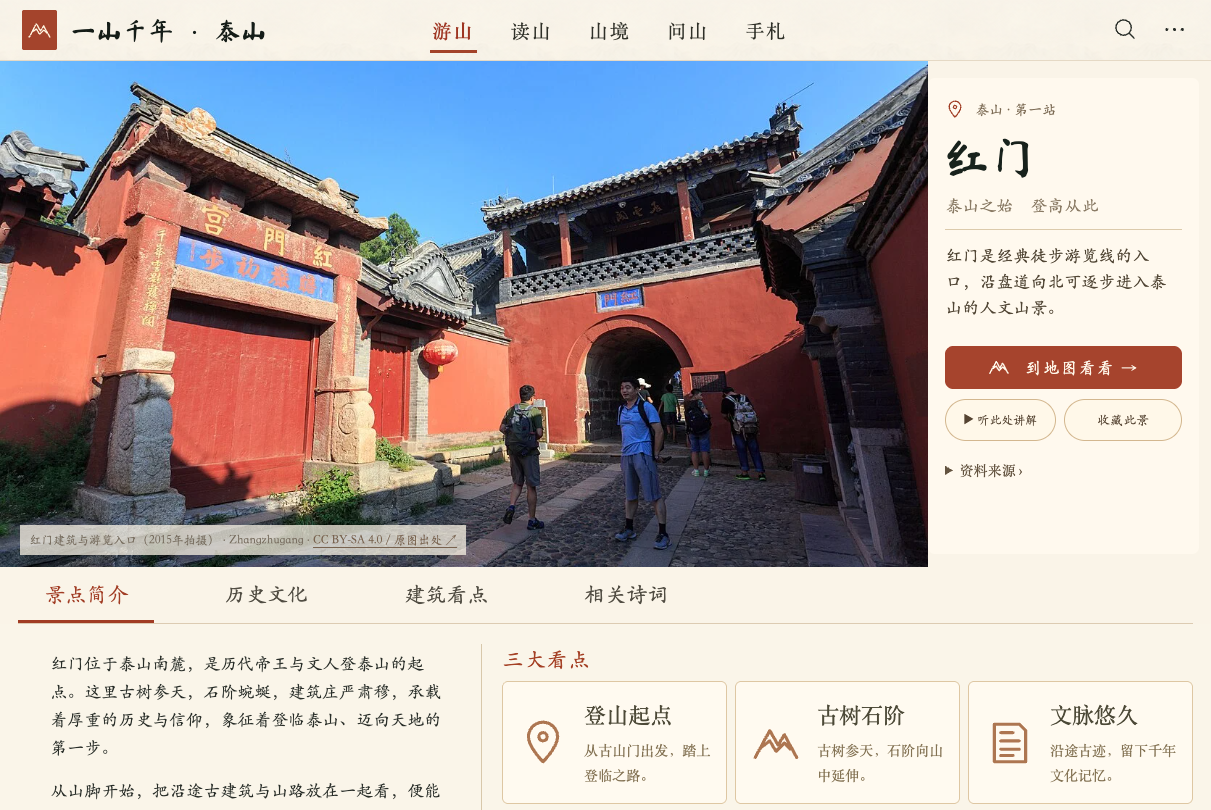 一山千年 · 泰山
游山 读山 山境 问山 手札
泰山 · 第一站
红门
泰山之始 登高从此
红门是经典徒步游览线的入
口，沿盘道向北可逐步进入泰
山的人文山景。
到地图看看 →
▶ 听此处讲解
收藏此景
▶ 资料来源 ›
紅門宮
紅門
红门建筑与游览入口（2015年拍摄） · Zhangzhugang · CC BY-SA 4.0 / 原图出处 ↗
景点简介 历史文化 建筑看点 相关诗词
红门位于泰山南麓，是历代帝王与文人登泰山的起
点。这里古树参天，石阶蜿蜒，建筑庄严肃穆，承载
着厚重的历史与信仰，象征着登临泰山、迈向天地的
第一步。
从山脚开始，把沿途古建筑与山路放在一起看，便能
三大看点
登山起点
从古山门出发，踏上
登临之路。
古树石阶
古树参天，石阶向山
中延伸。
文脉悠久
沿途古迹，留下千年
文化记忆。